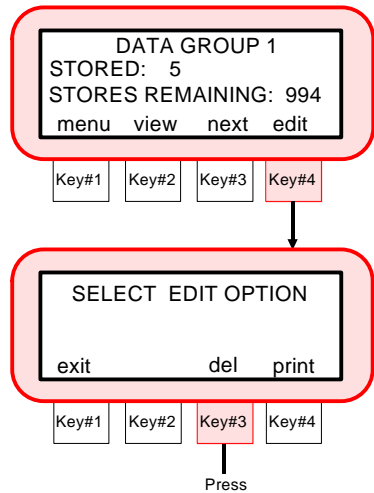 DATA GROUP 1
STORED: 5
STORES REMAINING: 994
menu view next edit
Key#1 Key#2 Key#3 Key#4
SELECT EDIT OPTION
exit del print
Key#1 Key#2 Key#3 Key#4
Press